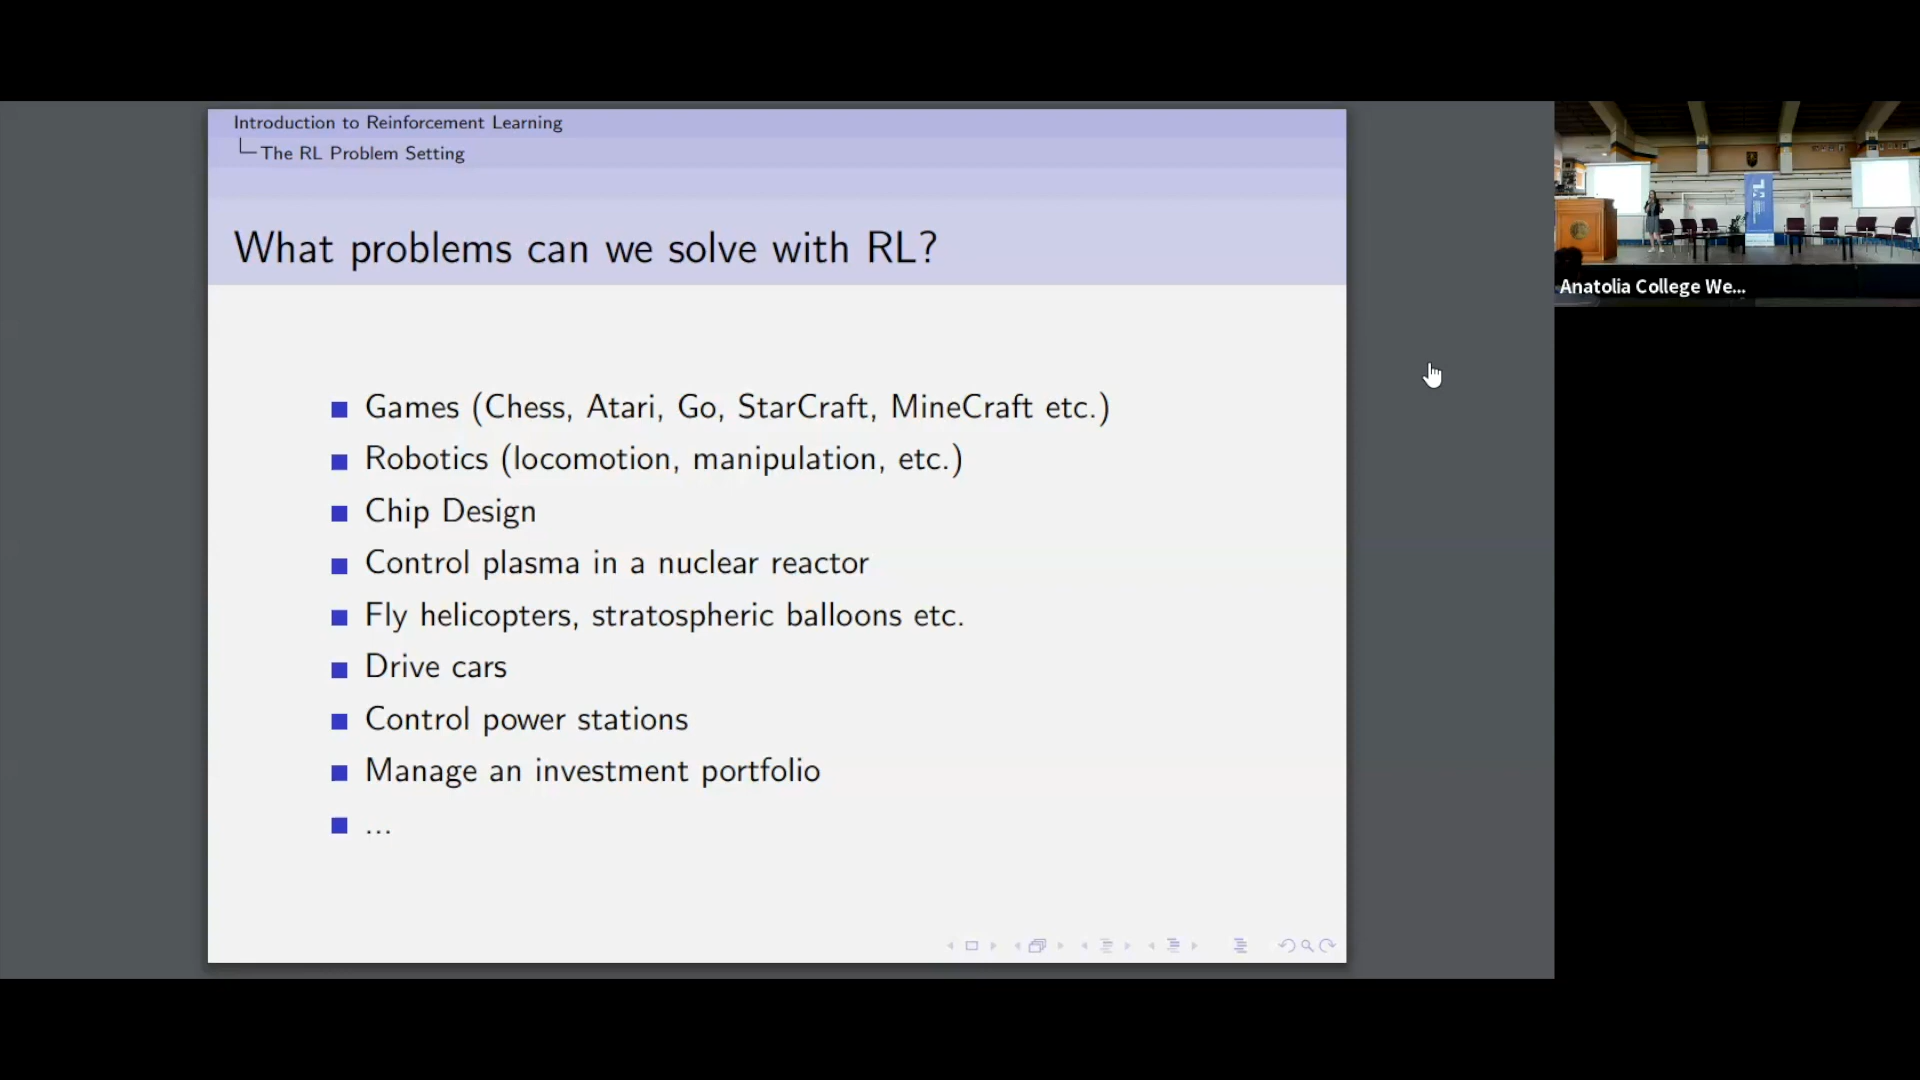 Introduction to Reinforcement Learning
The RL Problem Setting
What problems can we solve with RL?
Games (Chess, Atari, Go, StarCraft, MineCraft etc.)
Robotics (locomotion, manipulation, etc.)
Chip Design
Control plasma in a nuclear reactor
Fly helicopters, stratospheric balloons etc.
Drive cars
Control power stations
Manage an investment portfolio
...
Anatolia College We...